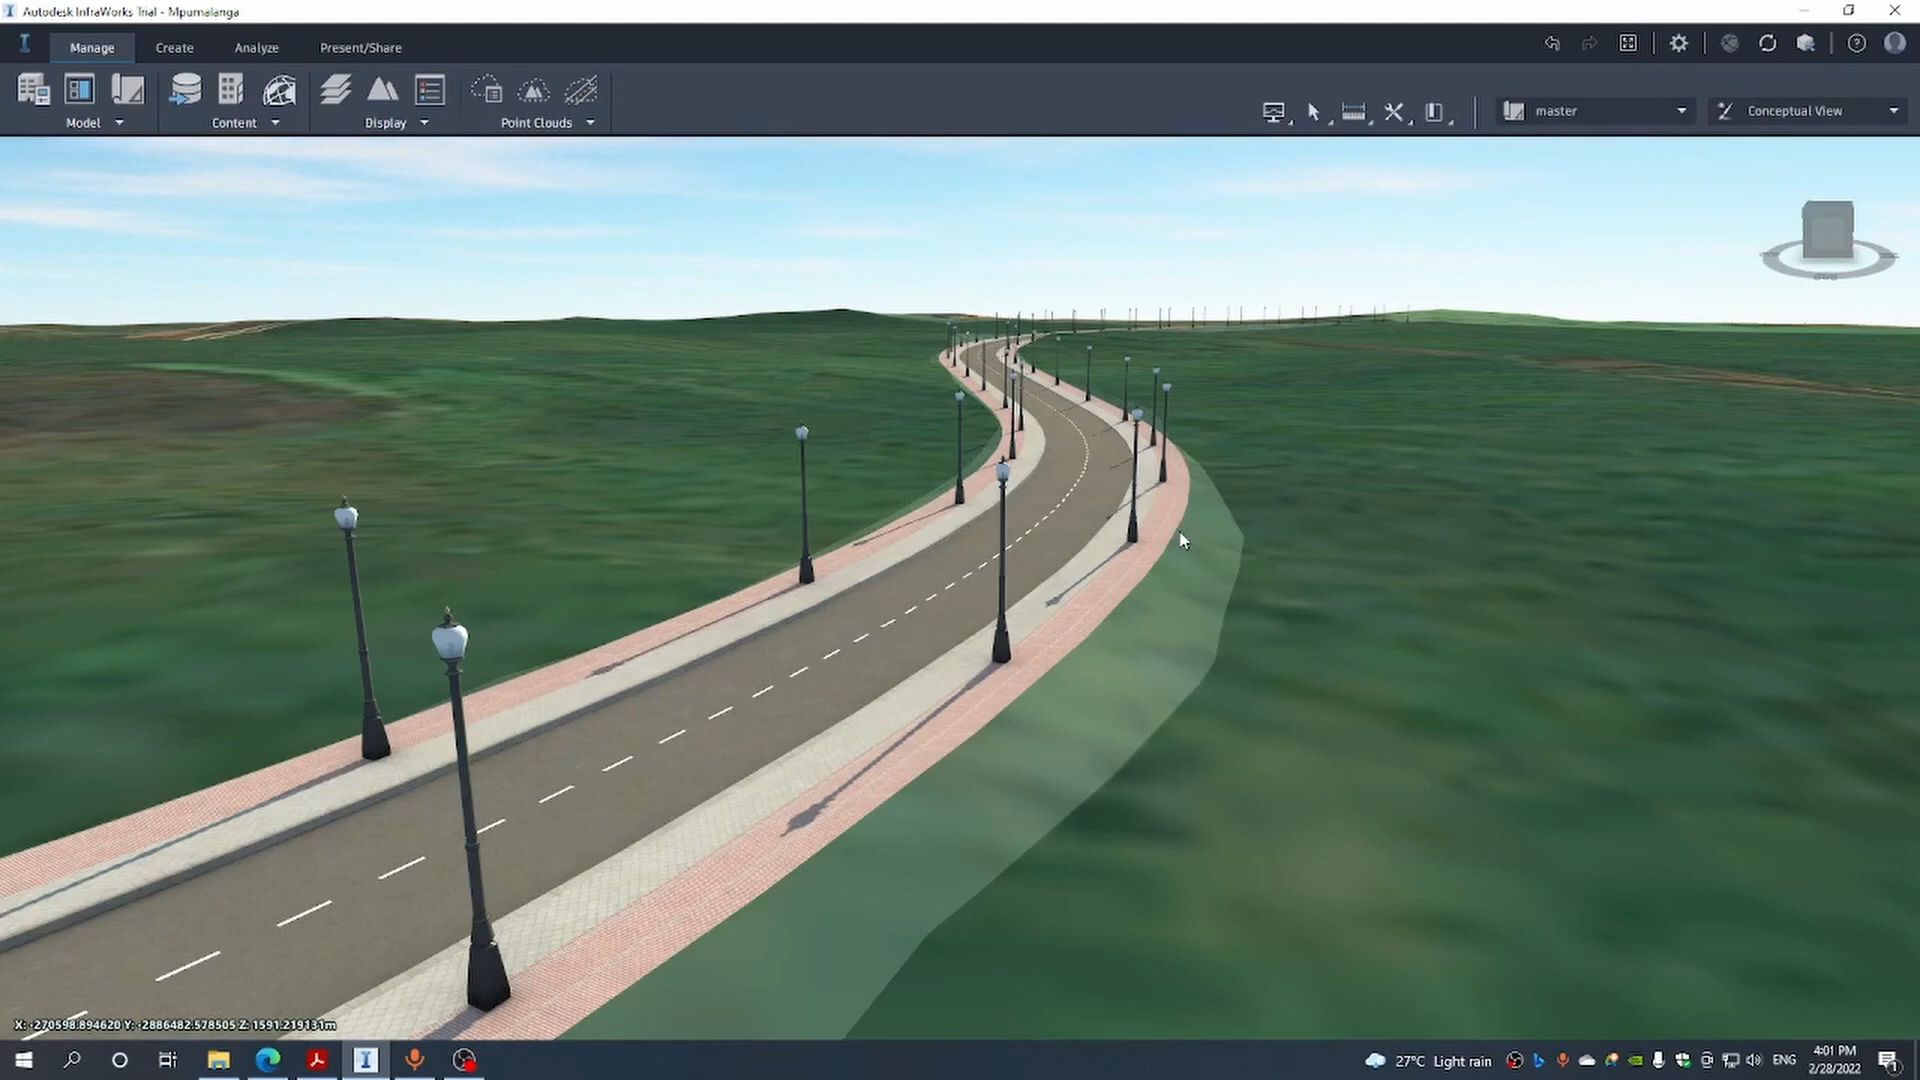 Autodesk InfraWorks Trial - Mpumalanga
Manage Create Analyze Present/Share
Model Content Display Point Clouds
master Conceptual View
X: -270598.894620 Y: -2886482.578505 Z: 1591.219131m
27°C Light rain ENG 4:01 PM
2/28/2022